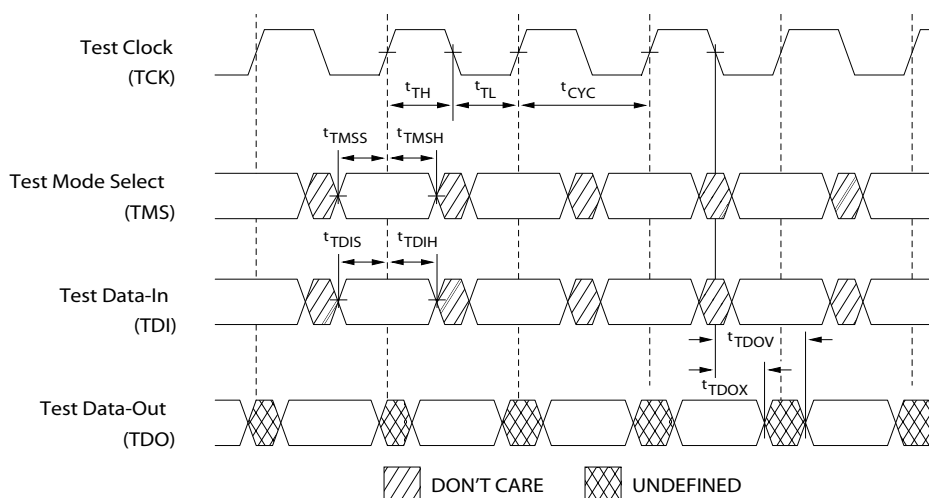 Test Clock
(TCK)
tTH
tTL
tCYC
tTMSS
tTMSH
Test Mode Select
(TMS)
tTDIS
tTDIH
Test Data-In
(TDI)
tTDOV
tTDOX
Test Data-Out
(TDO)
DON'T CARE
UNDEFINED